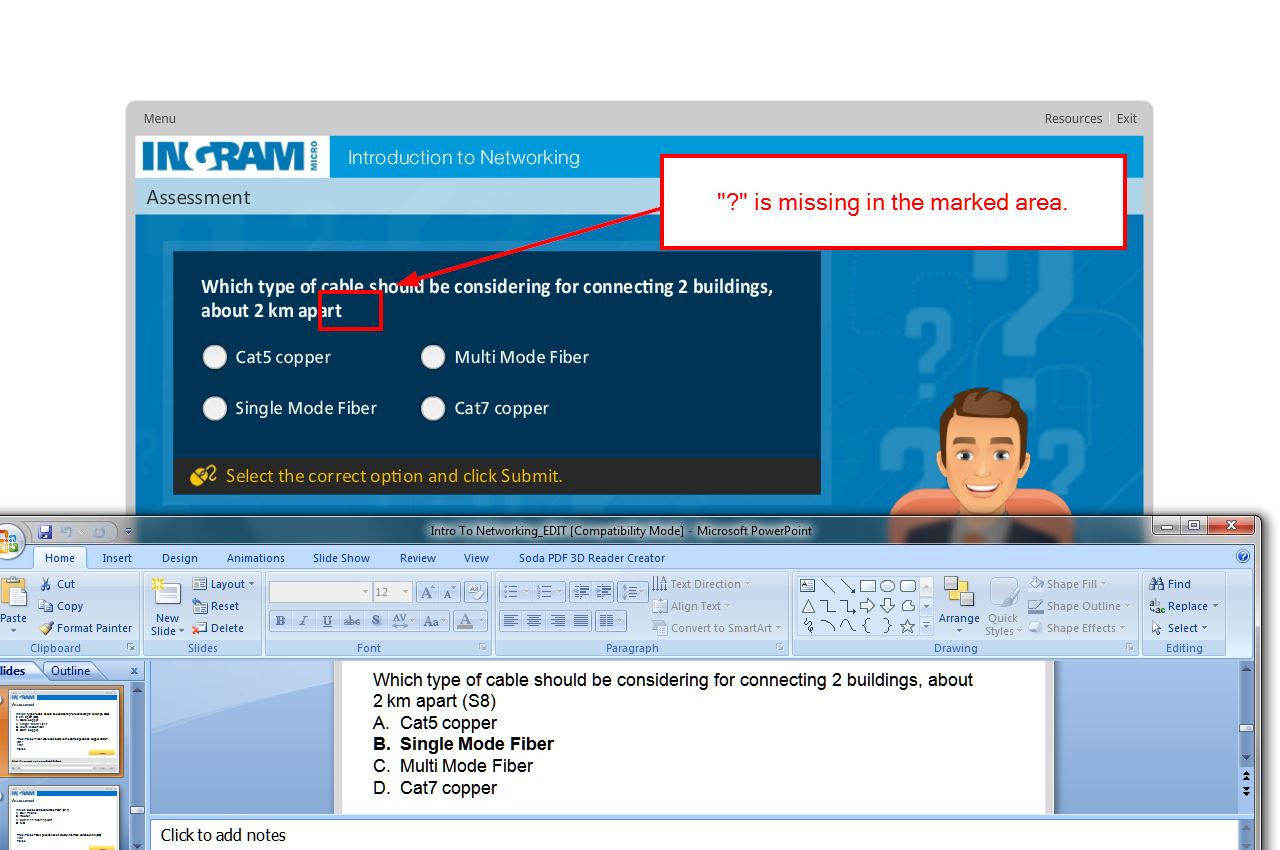 Menu
Resources | Exit
INGRAM MICRO
Introduction to Networking
Assessment
"?" is missing in the marked area.
Which type of cable should be considering for connecting 2 buildings,
about 2 km apart
Cat5 copper
Multi Mode Fiber
Single Mode Fiber
Cat7 copper
Select the correct option and click Submit.
Intro To Networking_EDIT [Compatibility Mode] - Microsoft PowerPoint
Home
Insert
Design
Animations
Slide Show
Review
View
Soda PDF 3D Reader Creator
Paste
Cut
Copy
Format Painter
Clipboard
New
Slide
Layout
Reset
Delete
Slides
12
B I U abc S AV Aa A
Font
Text Direction
Align Text
Convert to SmartArt
Paragraph
Arrange
Quick
Styles
Shape Fill
Shape Outline
Shape Effects
Drawing
Find
Replace
Select
Editing
lides
Outline
x
Which type of cable should be considering for connecting 2 buildings, about
2 km apart (S8)
A. Cat5 copper
B. Single Mode Fiber
C. Multi Mode Fiber
D. Cat7 copper
Click to add notes